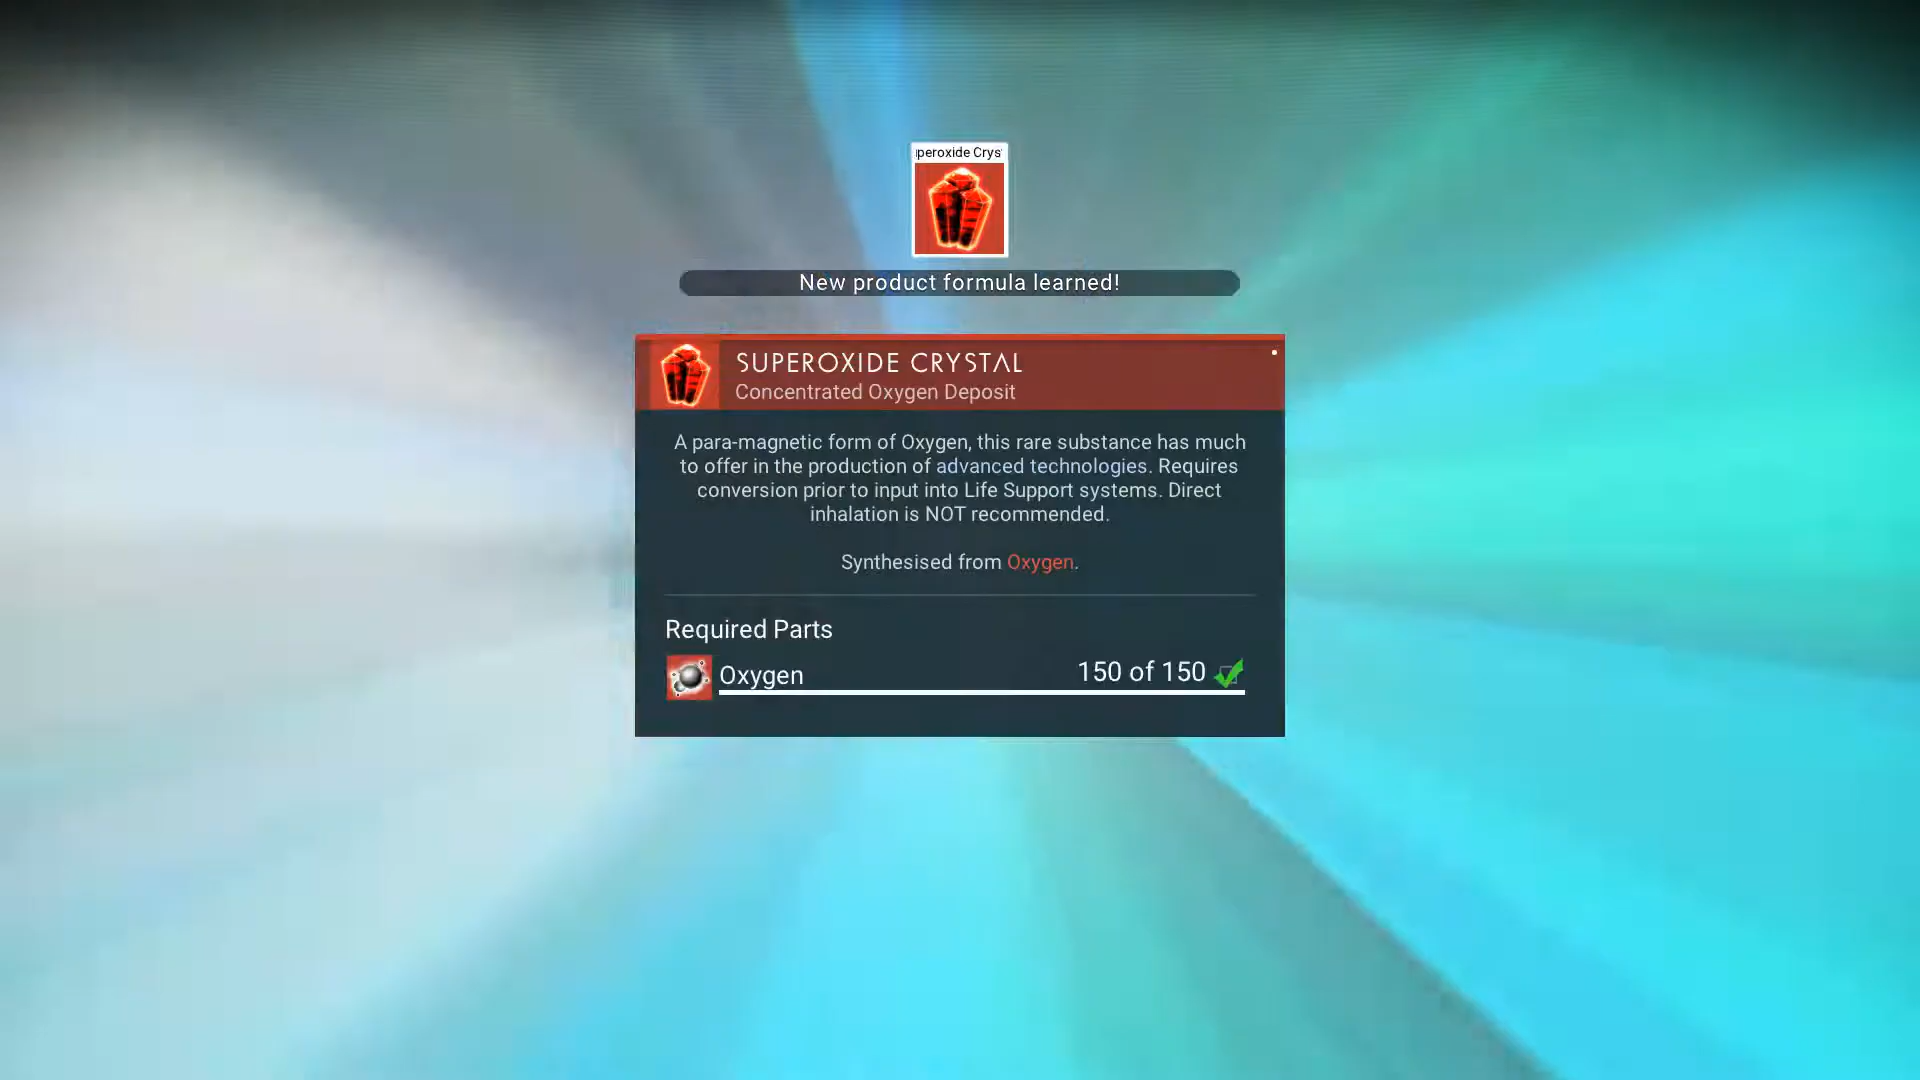 peroxide Crys
New product formula learned!
SUPEROXIDE CRYSTAL
Concentrated Oxygen Deposit
A para-magnetic form of Oxygen, this rare substance has much
to offer in the production of advanced technologies. Requires
conversion prior to input into Life Support systems. Direct
inhalation is NOT recommended.
Synthesised from Oxygen.
Required Parts
Oxygen 150 of 150